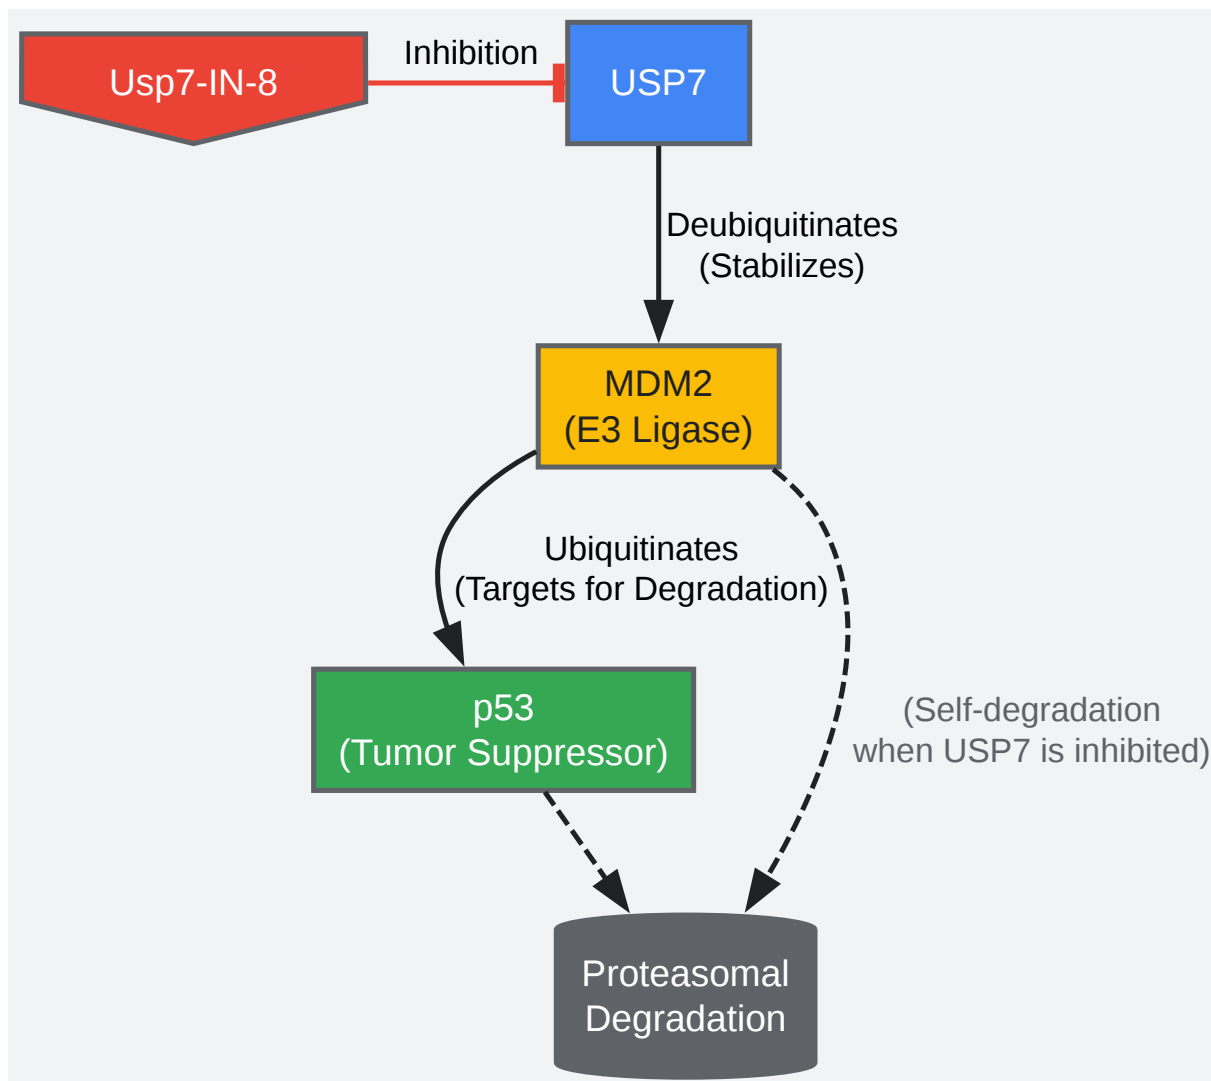 Usp7-IN-8
Inhibition
USP7
Deubiquitinates
(Stabilizes)
MDM2
(E3 Ligase)
Ubiquitinates
(Targets for Degradation)
p53
(Tumor Suppressor)
(Self-degradation
when USP7 is inhibited)
Proteasomal
Degradation